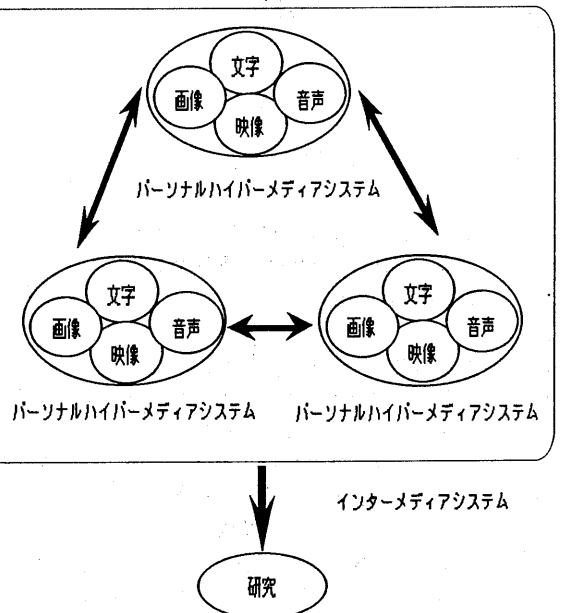 文字
画像
音声
映像
パーソナルハイパーメディアシステム
文字
画像
音声
映像
パーソナルハイパーメディアシステム
文字
画像
音声
映像
パーソナルハイパーメディアシステム
インターメディアシステム
研究